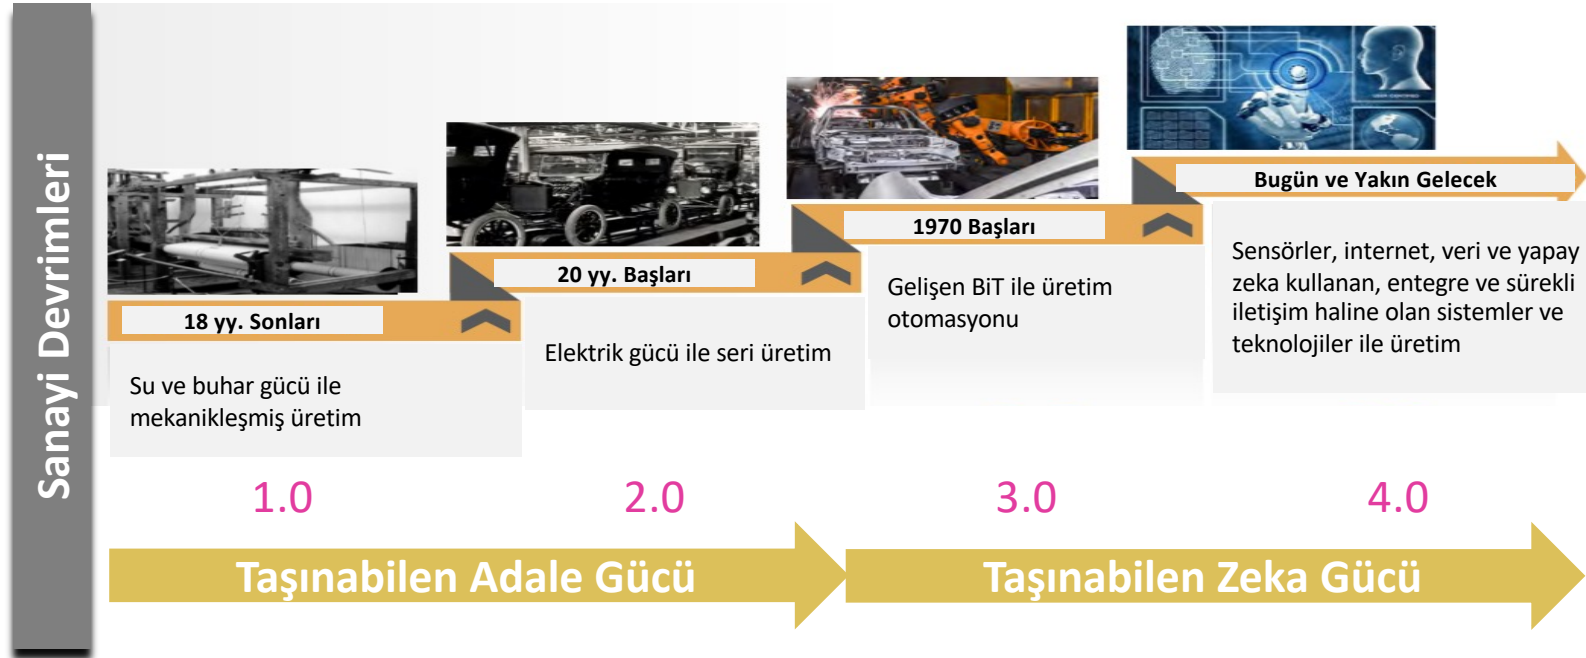 Sanayi Devrimleri
18 yy. Sonları
Su ve buhar gücü ile
mekanikleşmiş üretim
20 yy. Başları
Elektrik gücü ile seri üretim
1970 Başları
Gelişen BiT ile üretim
otomasyonu
Bugün ve Yakın Gelecek
Sensörler, internet, veri ve yapay
zeka kullanan, entegre ve sürekli
iletişim haline olan sistemler ve
teknolojiler ile üretim
1.0
2.0
3.0
4.0
Taşınabilen Adale Gücü
Taşınabilen Zeka Gücü